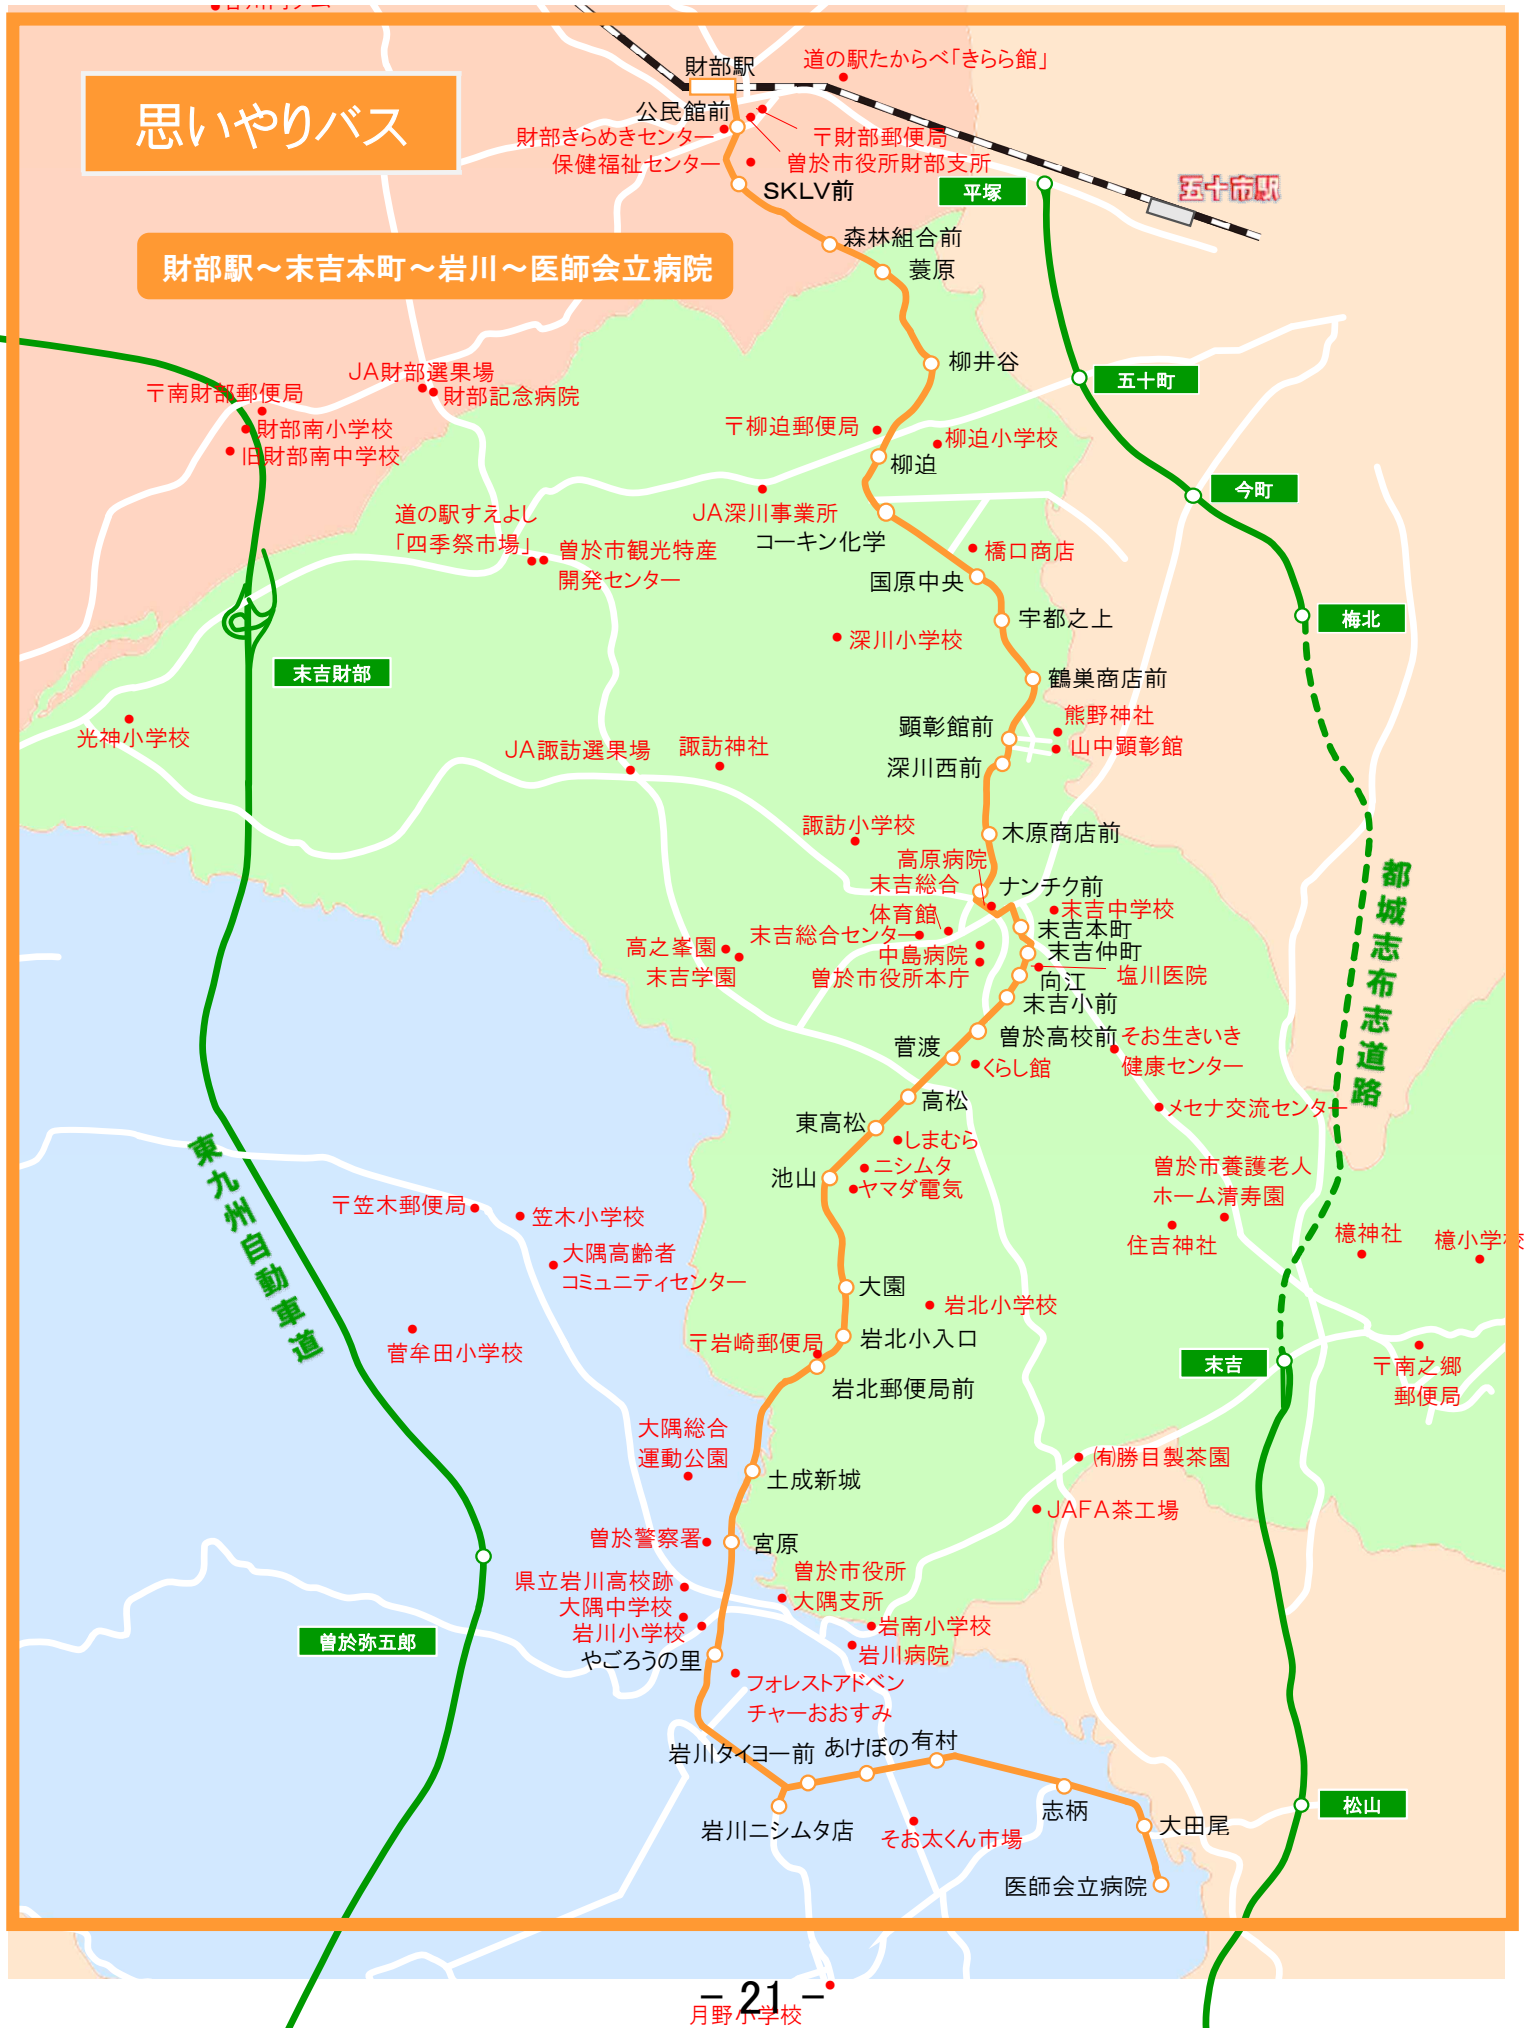 思いやりバス
財部駅～末吉本町～岩川～医師会立病院
財部駅
道の駅たからべ「きらら館」
公民館前
財部きらめきセンター
〒財部郵便局
保健福祉センター
曽於市役所財部支所
SKLV前
平塚
五十市駅
森林組合前
蓑原
柳井谷
五十町
JA財部選果場
〒南財部郵便局
財部記念病院
財部南小学校
旧財部南中学校
〒柳迫郵便局
柳迫小学校
柳迫
今町
道の駅すえよし
「四季祭市場」
曽於市観光特産
開発センター
JA深川事業所
コーキン化学
橋口商店
国原中央
宇都之上
梅北
深川小学校
末吉財部
鶴巣商店前
熊野神社
顕彰館前
山中顕彰館
深川西前
光神小学校
JA諏訪選果場
諏訪神社
諏訪小学校
木原商店前
高原病院
末吉総合
体育館
ナンチク前
末吉中学校
末吉本町
末吉総合センター
末吉仲町
高之峯園
末吉学園
中島病院
曽於市役所本庁
向江
塩川医院
末吉小前
曽於高校前
そお生きいき
健康センター
菅渡
くらし館
都城志布志道路
高松
メセナ交流センター
東高松
しまむら
東九州自動車道
池山
ニシムタ
ヤマダ電気
曽於市養護老人
ホーム清寿園
〒笠木郵便局
笠木小学校
住吉神社
檍神社
檍小学校
大隅高齢者
コミュニティセンター
大園
岩北小学校
菅牟田小学校
〒岩崎郵便局
岩北小入口
末吉
〒南之郷
郵便局
岩北郵便局前
大隅総合
運動公園
土成新城
㈲勝目製茶園
JAFA茶工場
曽於警察署
宮原
県立岩川高校跡
曽於市役所
大隅支所
大隅中学校
岩川小学校
岩南小学校
曽於弥五郎
やごろうの里
岩川病院
フォレストアドベン
チャーおおすみ
岩川タイヨー前
あけぼの
有村
岩川ニシムタ店
そお太くん市場
志柄
大田尾
松山
医師会立病院
- 21 -
月野小学校